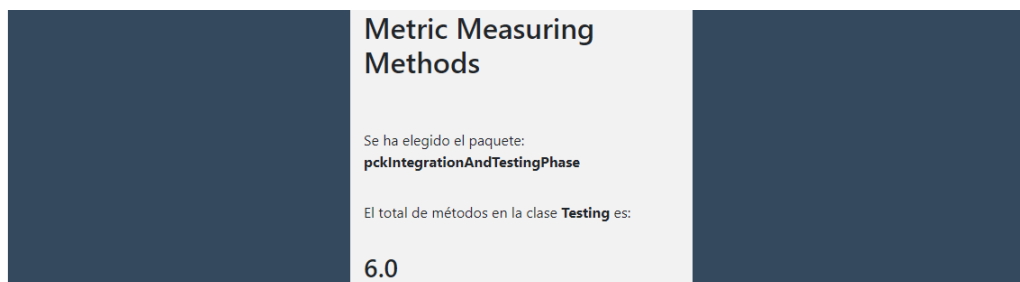 Metric Measuring
Methods
Se ha elegido el paquete:
pckIntegrationAndTestingPhase
El total de métodos en la clase Testing es:
6.0